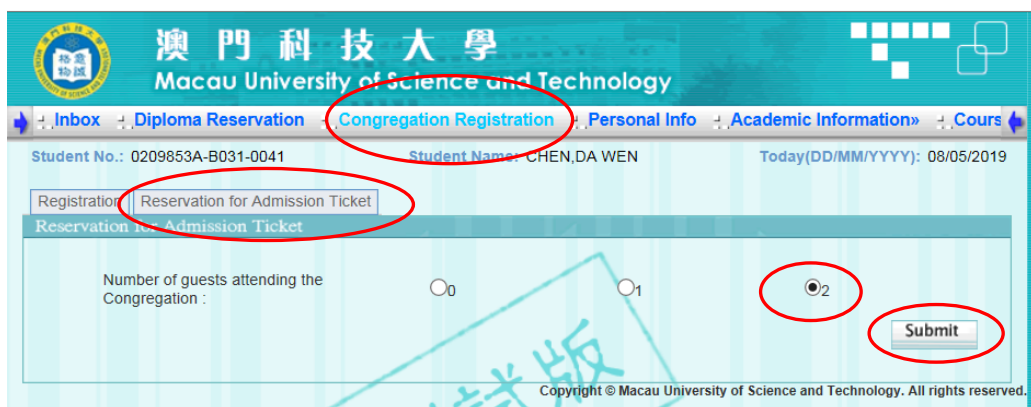 澳門科技大學
Macau University of Science and Technology
Inbox Diploma Reservation Congregation Registration Personal Info Academic Information» Cours
Student No.: 0209853A-B031-0041 Student Name: CHEN,DA WEN Today(DD/MM/YYYY): 08/05/2019
Registration Reservation for Admission Ticket
Reservation for Admission Ticket
Number of guests attending the
Congregation :
0 1 2
Submit
試版
Copyright © Macau University of Science and Technology. All rights reserved.